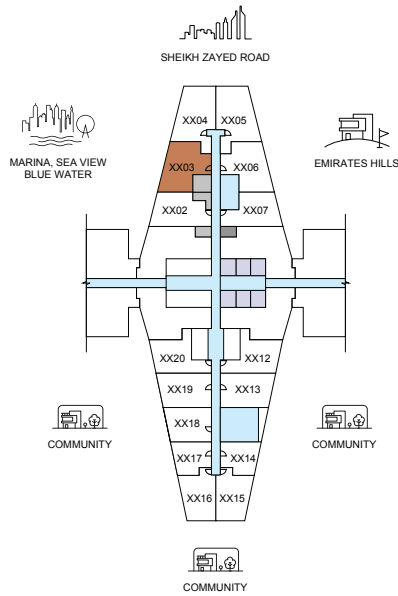 SHEIKH ZAYED ROAD
XX04
XX05
MARINA, SEA VIEW
BLUE WATER
XX03
XX06
EMIRATES HILLS
XX02
XX07
XX20
XX12
XX19
XX13
XX18
COMMUNITY
COMMUNITY
XX17
XX14
XX16
XX15
COMMUNITY